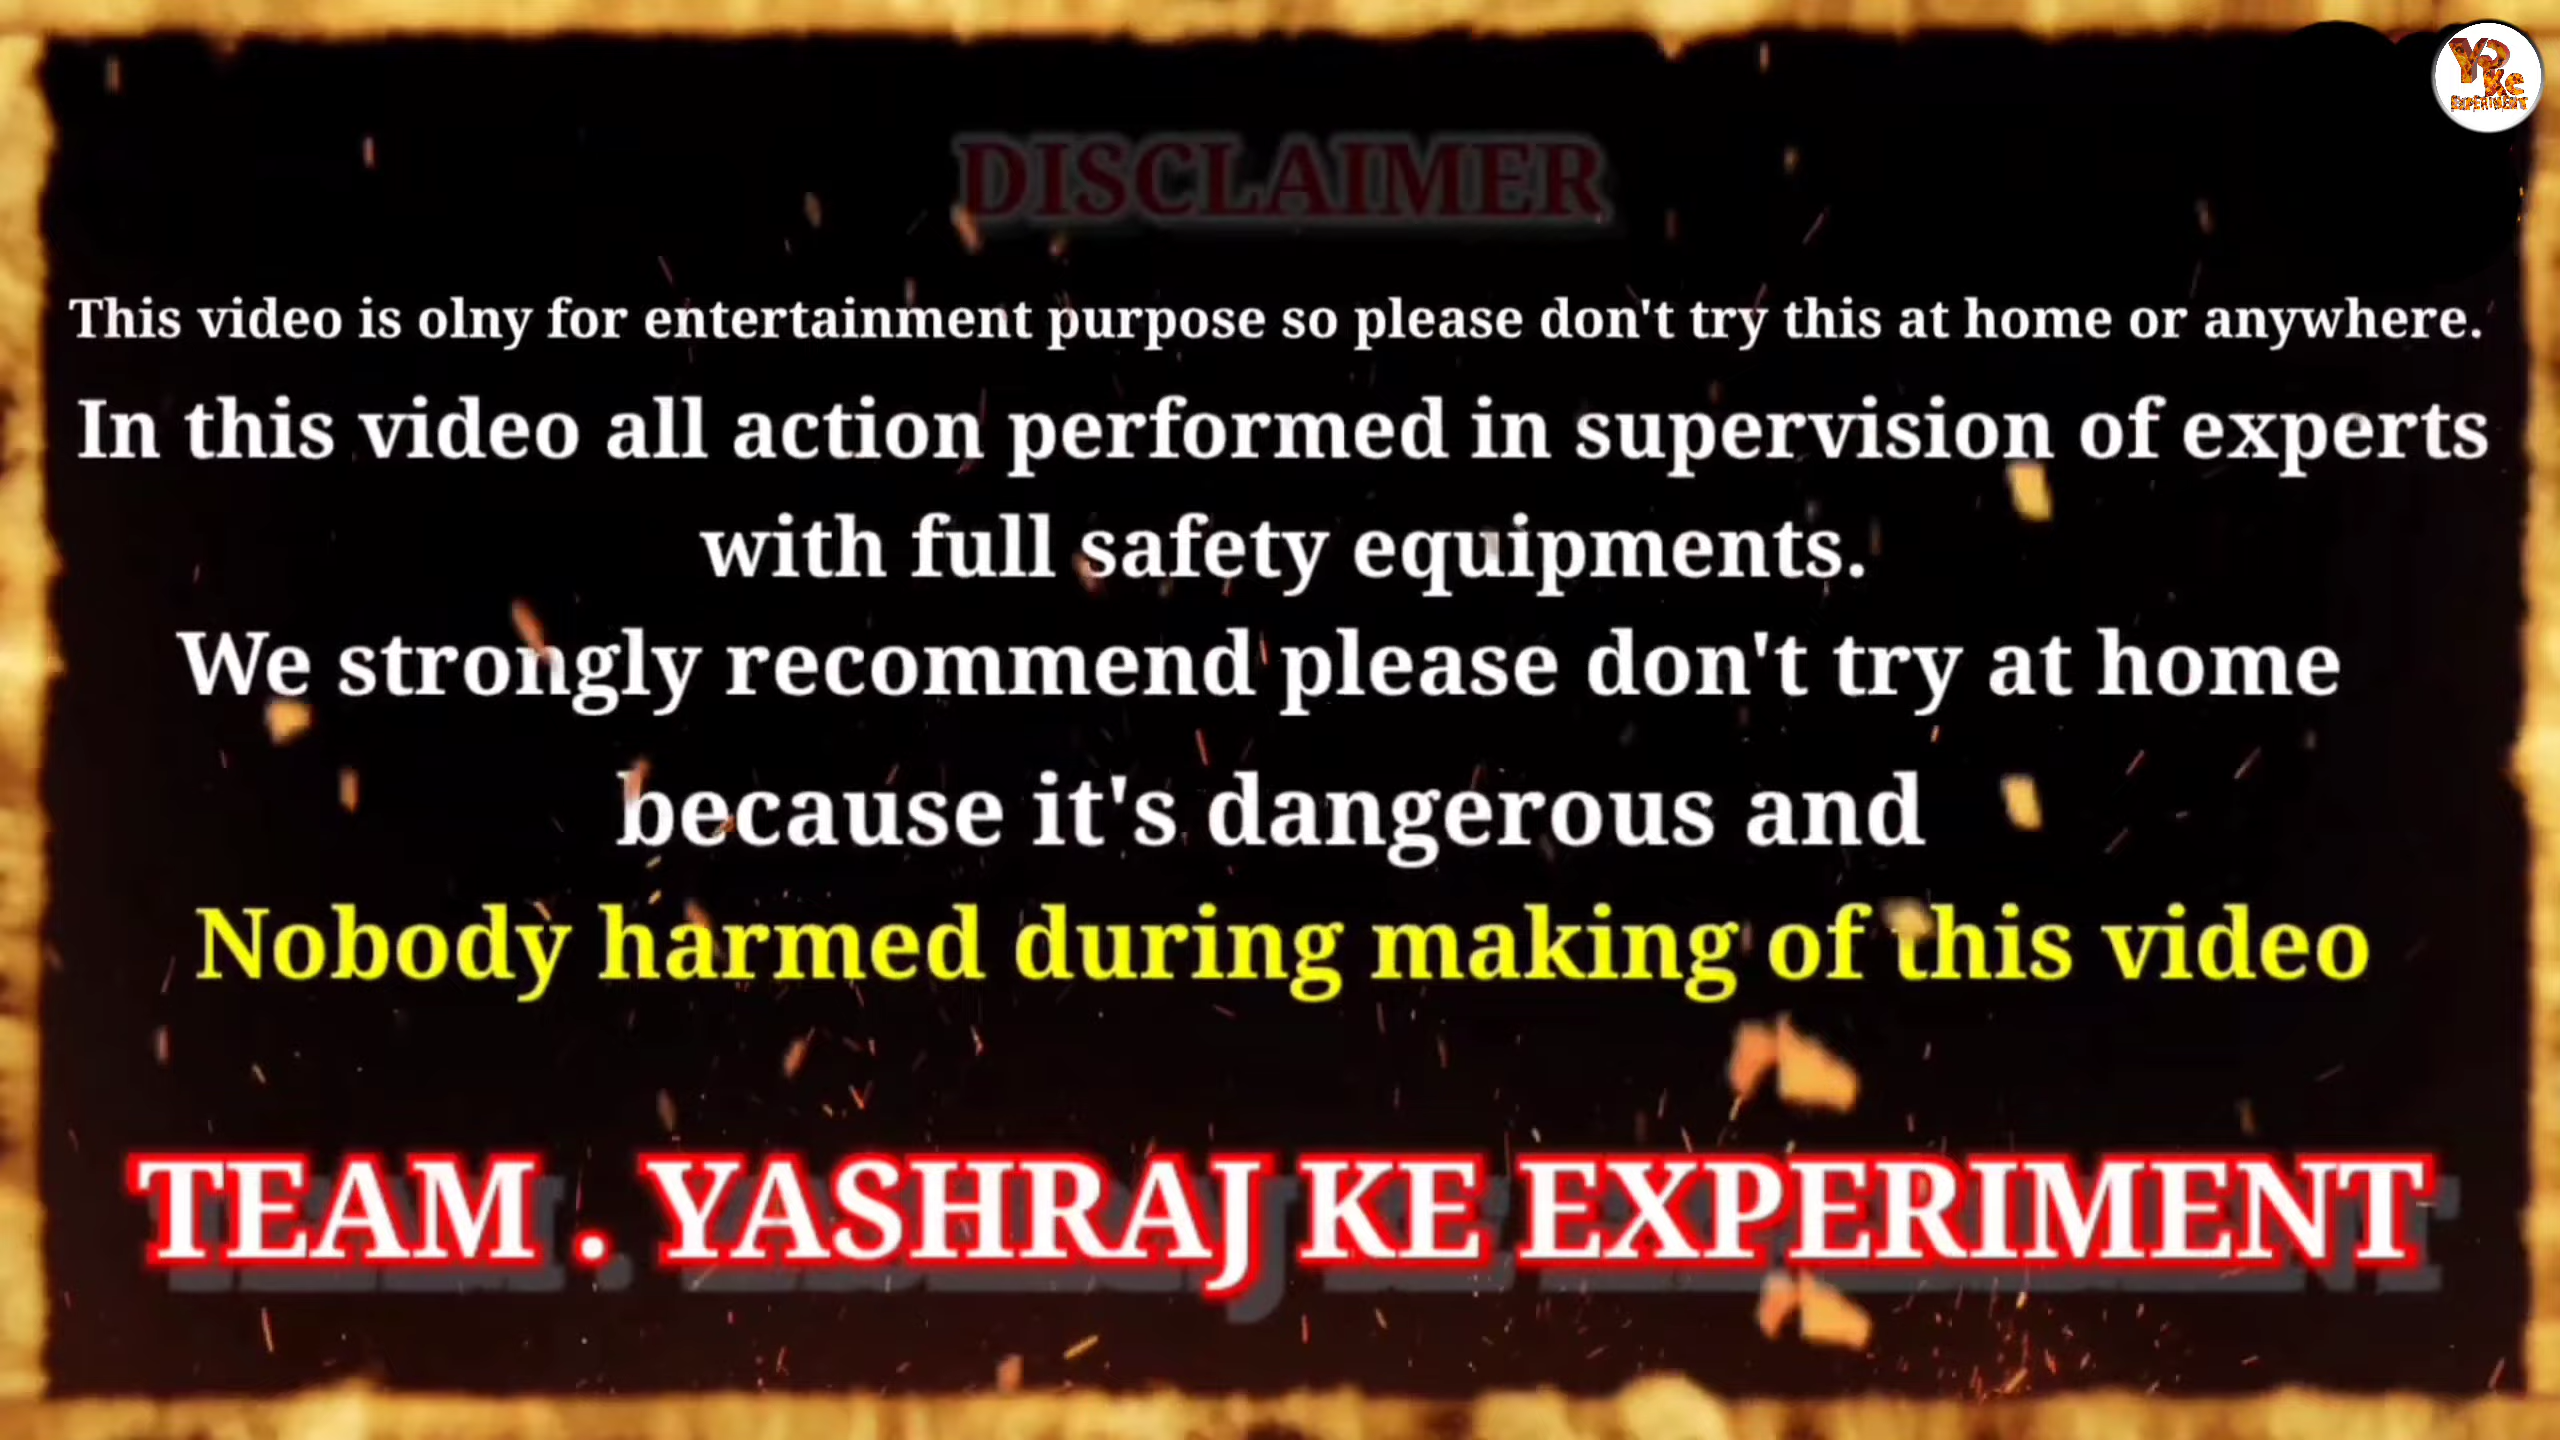 DISCLAIMER
This video is olny for entertainment purpose so please don't try this at home or anywhere.
In this video all action performed in supervision of experts
with full safety equipments.
We strongly recommend please don't try at home
because it's dangerous and
Nobody harmed during making of this video
TEAM . YASHRAJ KE EXPERIMENT
EXPERIMENT